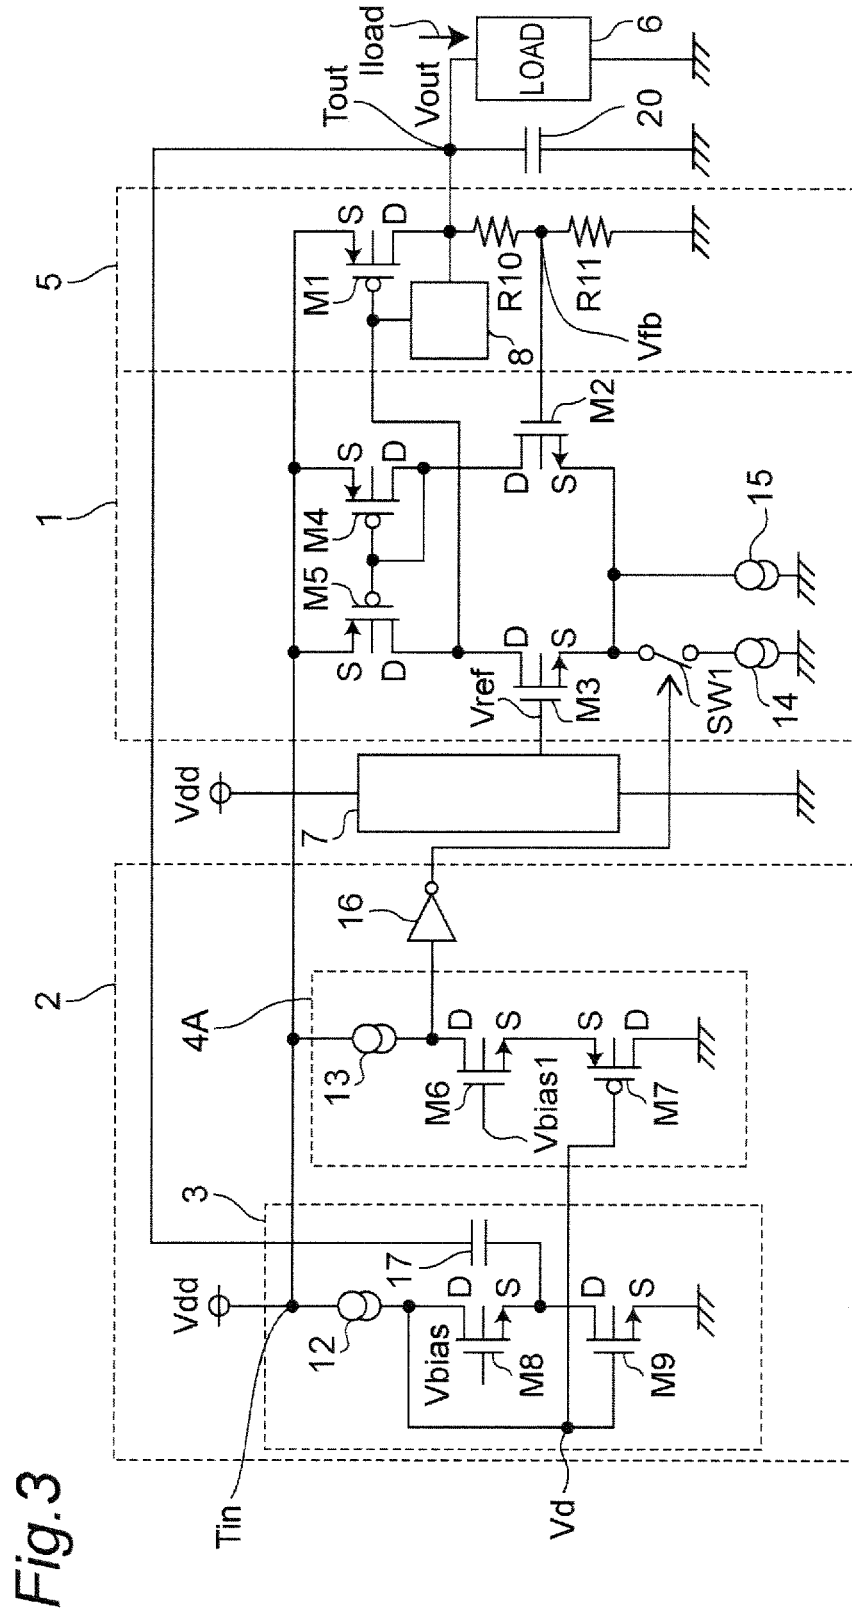 Fig.3
Tin
Vdd
2
3
4A
12
Vbias
M8
D
S
17
M9
D
S
Vd
13
M6
D
S
Vbias1
M7
S
D
16
Vdd
7
Vref
1
M5
S
D
M4
S
D
M3
D
S
M2
D
S
SW1
14
15
5
M1
S
D
8
R10
R11
Vfb
Tout
Vout
Iload
LOAD
6
20